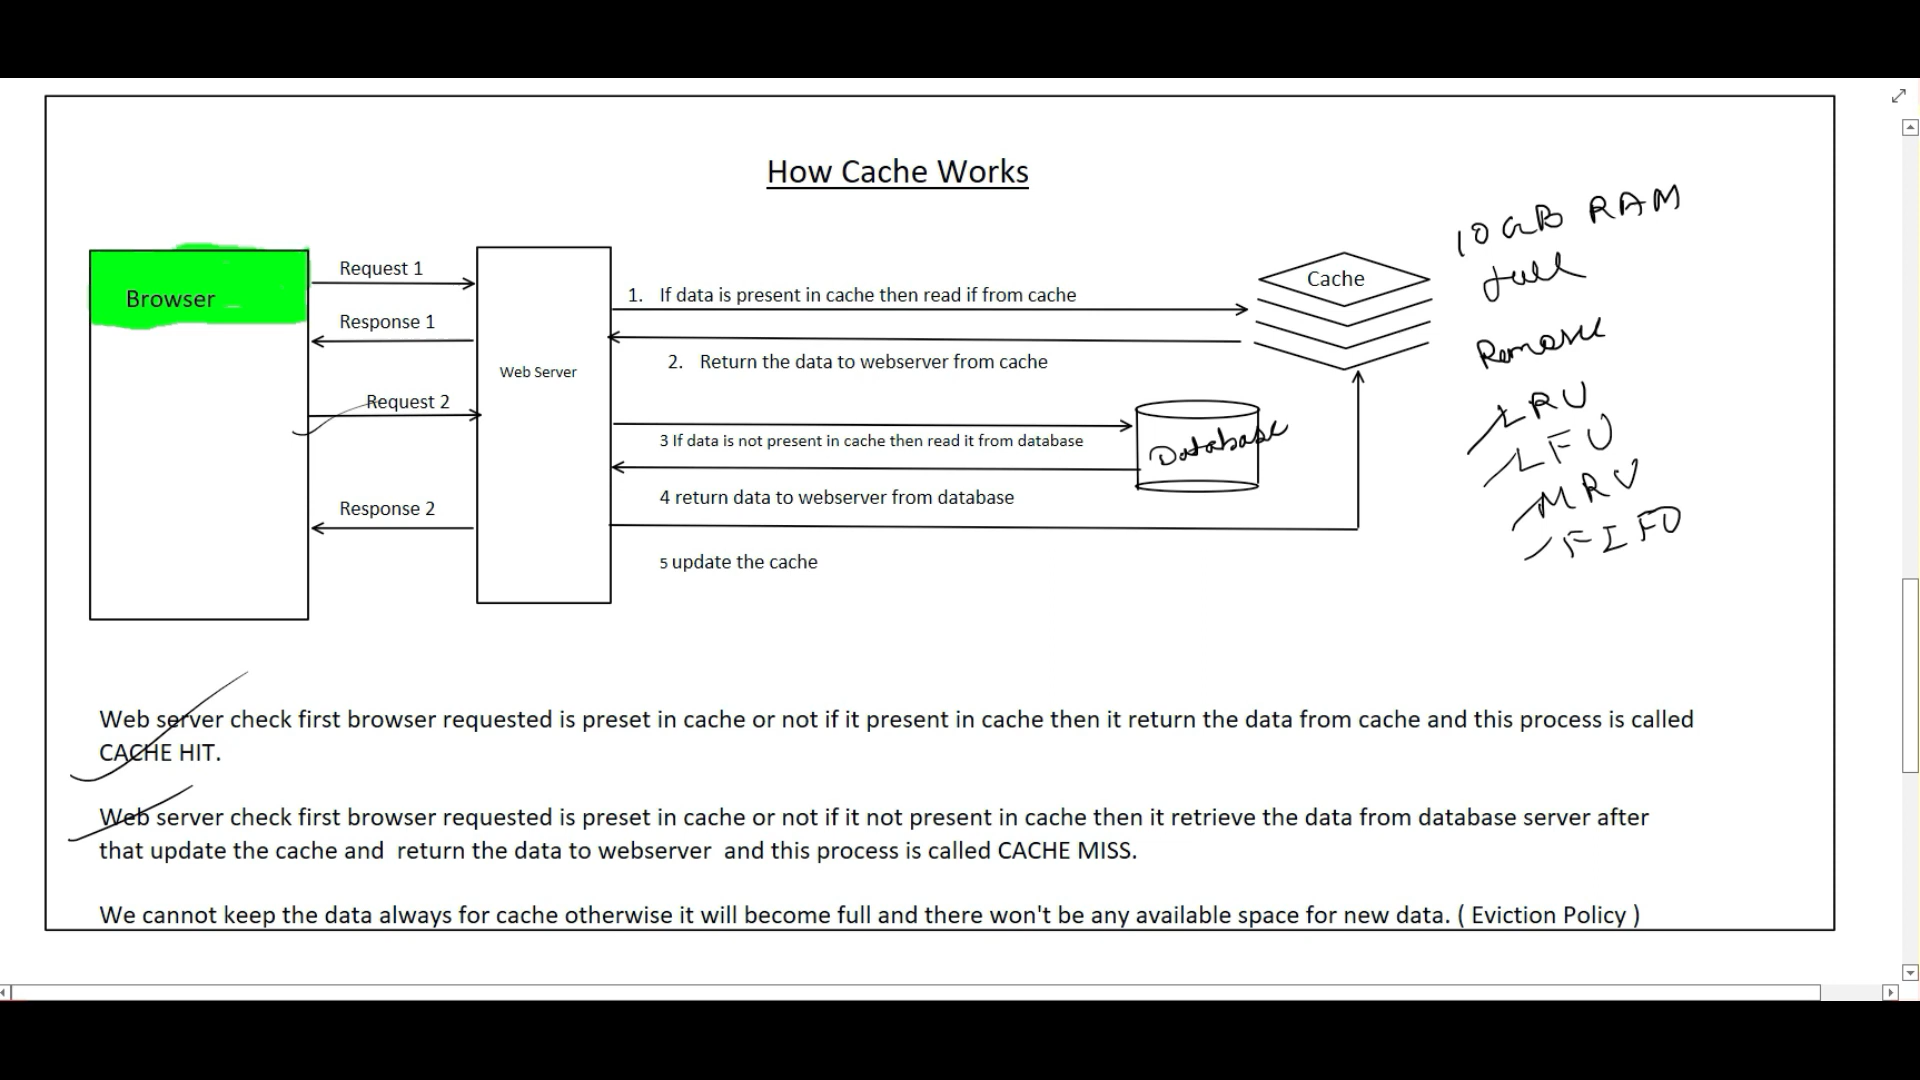 How Cache Works
10 GB RAM
full
Remove
LRU
LFU
MRU
FIFO
Browser
Request 1
Response 1
Request 2
Response 2
Web Server
1. If data is present in cache then read if from cache
2. Return the data to webserver from cache
3 If data is not present in cache then read it from database
4 return data to webserver from database
5 update the cache
Cache
Database
Web server check first browser requested is preset in cache or not if it present in cache then it return the data from cache and this process is called
CACHE HIT.
Web server check first browser requested is preset in cache or not if it not present in cache then it retrieve the data from database server after
that update the cache and return the data to webserver and this process is called CACHE MISS.
We cannot keep the data always for cache otherwise it will become full and there won't be any available space for new data. ( Eviction Policy )